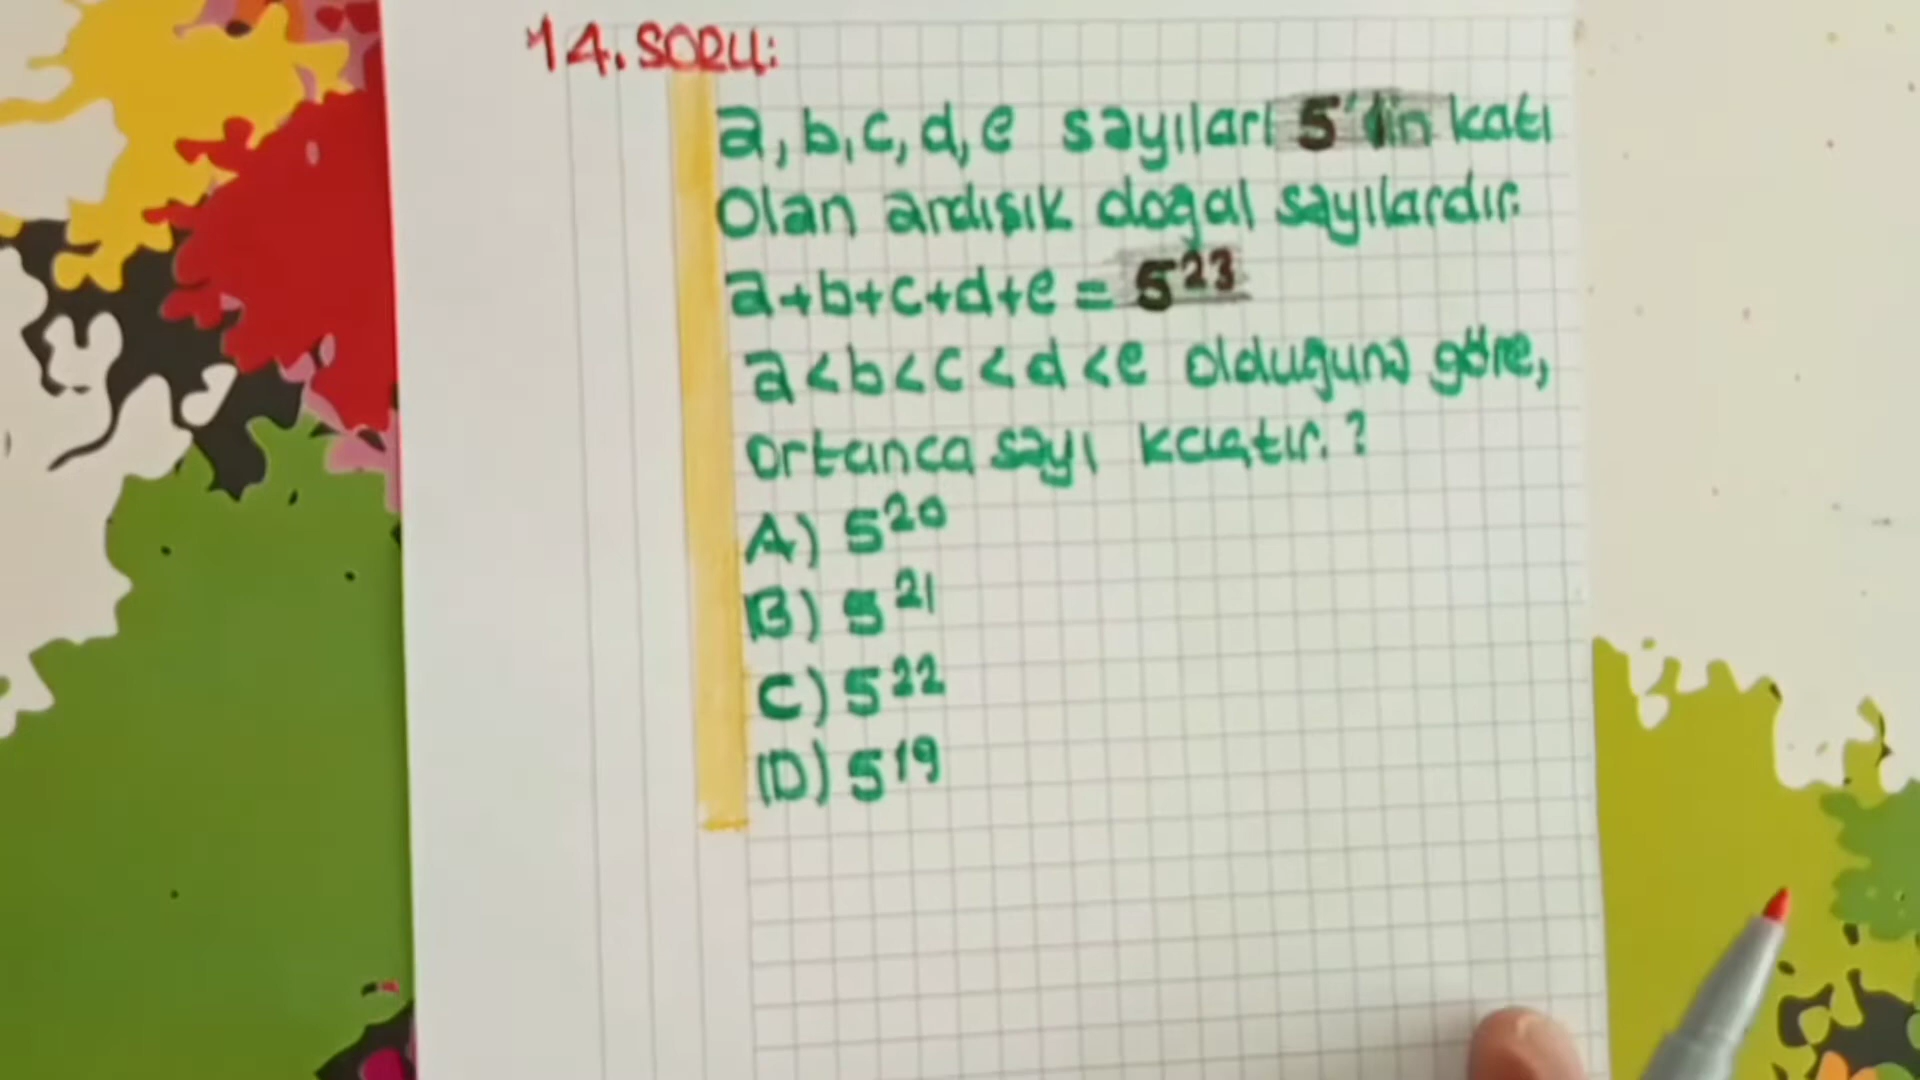 14. SORU:
a, b, c, d, e sayıları 5'in katı
Olan ardışık doğal sayılardır.
a+b+c+d+e = 5²³
a<b<c<d<e olduğuna göre,
ortanca sayı kaçtır.?
A) 5²⁰
B) 5²¹
C) 5²²
D) 5¹⁹